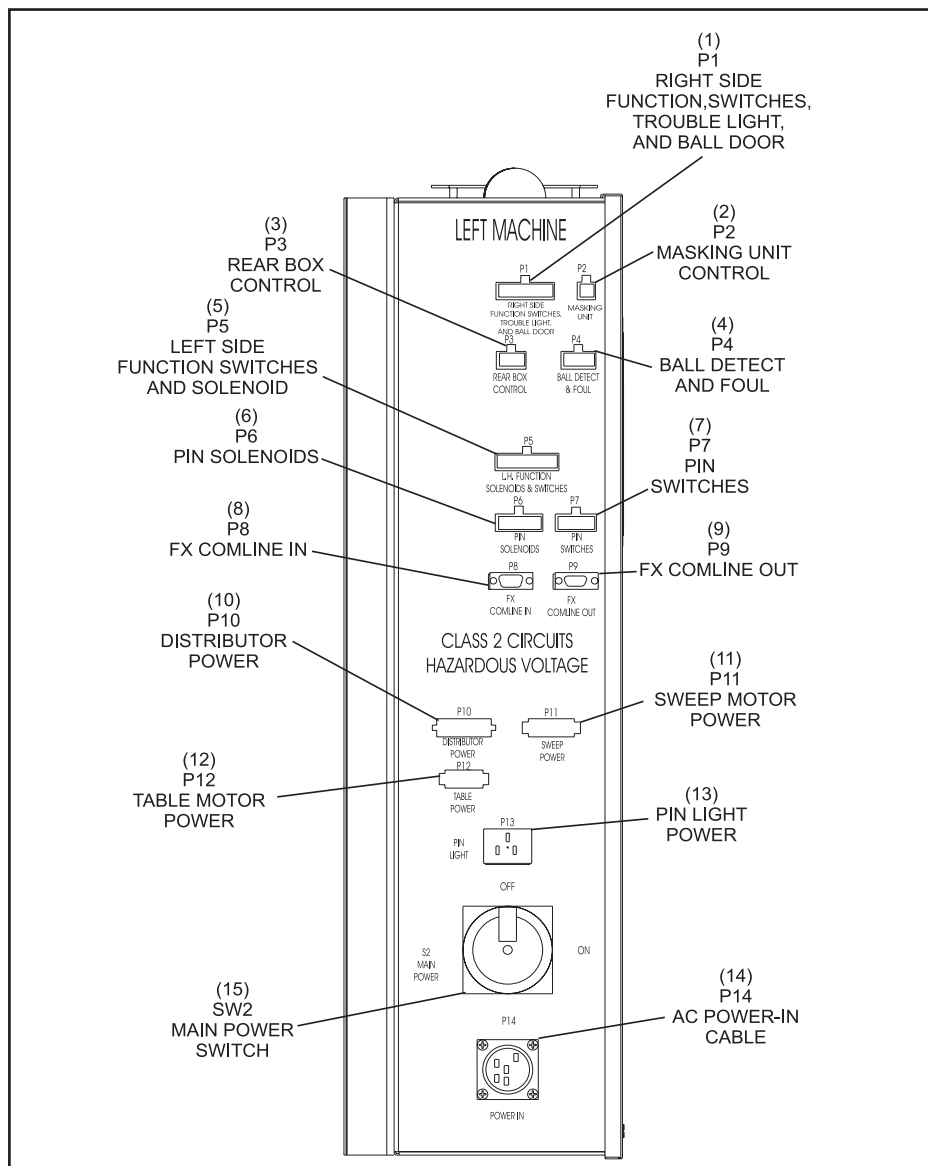 (1)
P1
RIGHT SIDE
FUNCTION,SWITCHES,
TROUBLE LIGHT,
AND BALL DOOR
(2)
P2
MASKING UNIT
CONTROL
(3)
P3
REAR BOX
CONTROL
(4)
P4
BALL DETECT
AND FOUL
(5)
P5
LEFT SIDE
FUNCTION SWITCHES
AND SOLENOID
(6)
P6
PIN SOLENOIDS
(7)
P7
PIN
SWITCHES
(8)
P8
FX COMLINE IN
(9)
P9
FX COMLINE OUT
(10)
P10
DISTRIBUTOR
POWER
(11)
P11
SWEEP MOTOR
POWER
(12)
P12
TABLE MOTOR
POWER
(13)
PIN LIGHT
POWER
(15)
SW2
MAIN POWER
SWITCH
(14)
P14
AC POWER-IN
CABLE
LEFT MACHINE
P1
RIGHT SIDE
FUNCTION SWITCHES,
TROUBLE LIGHT,
AND BALL DOOR
P2
MASKING
UNIT
P3
REAR BOX
CONTROL
P4
BALL DETECT
& FOUL
P5
L.H. FUNCTION
SOLENOIDS & SWITCHES
P6
PIN
SOLENOIDS
P7
PIN
SWITCHES
P8
FX
COMLINE IN
P9
FX
COMLINE OUT
CLASS 2 CIRCUITS
HAZARDOUS VOLTAGE
P10
DISTRIBUTOR
POWER
P11
SWEEP
POWER
P12
TABLE
POWER
P13
PIN
LIGHT
OFF
ON
S2
MAIN
POWER
P14
POWER IN